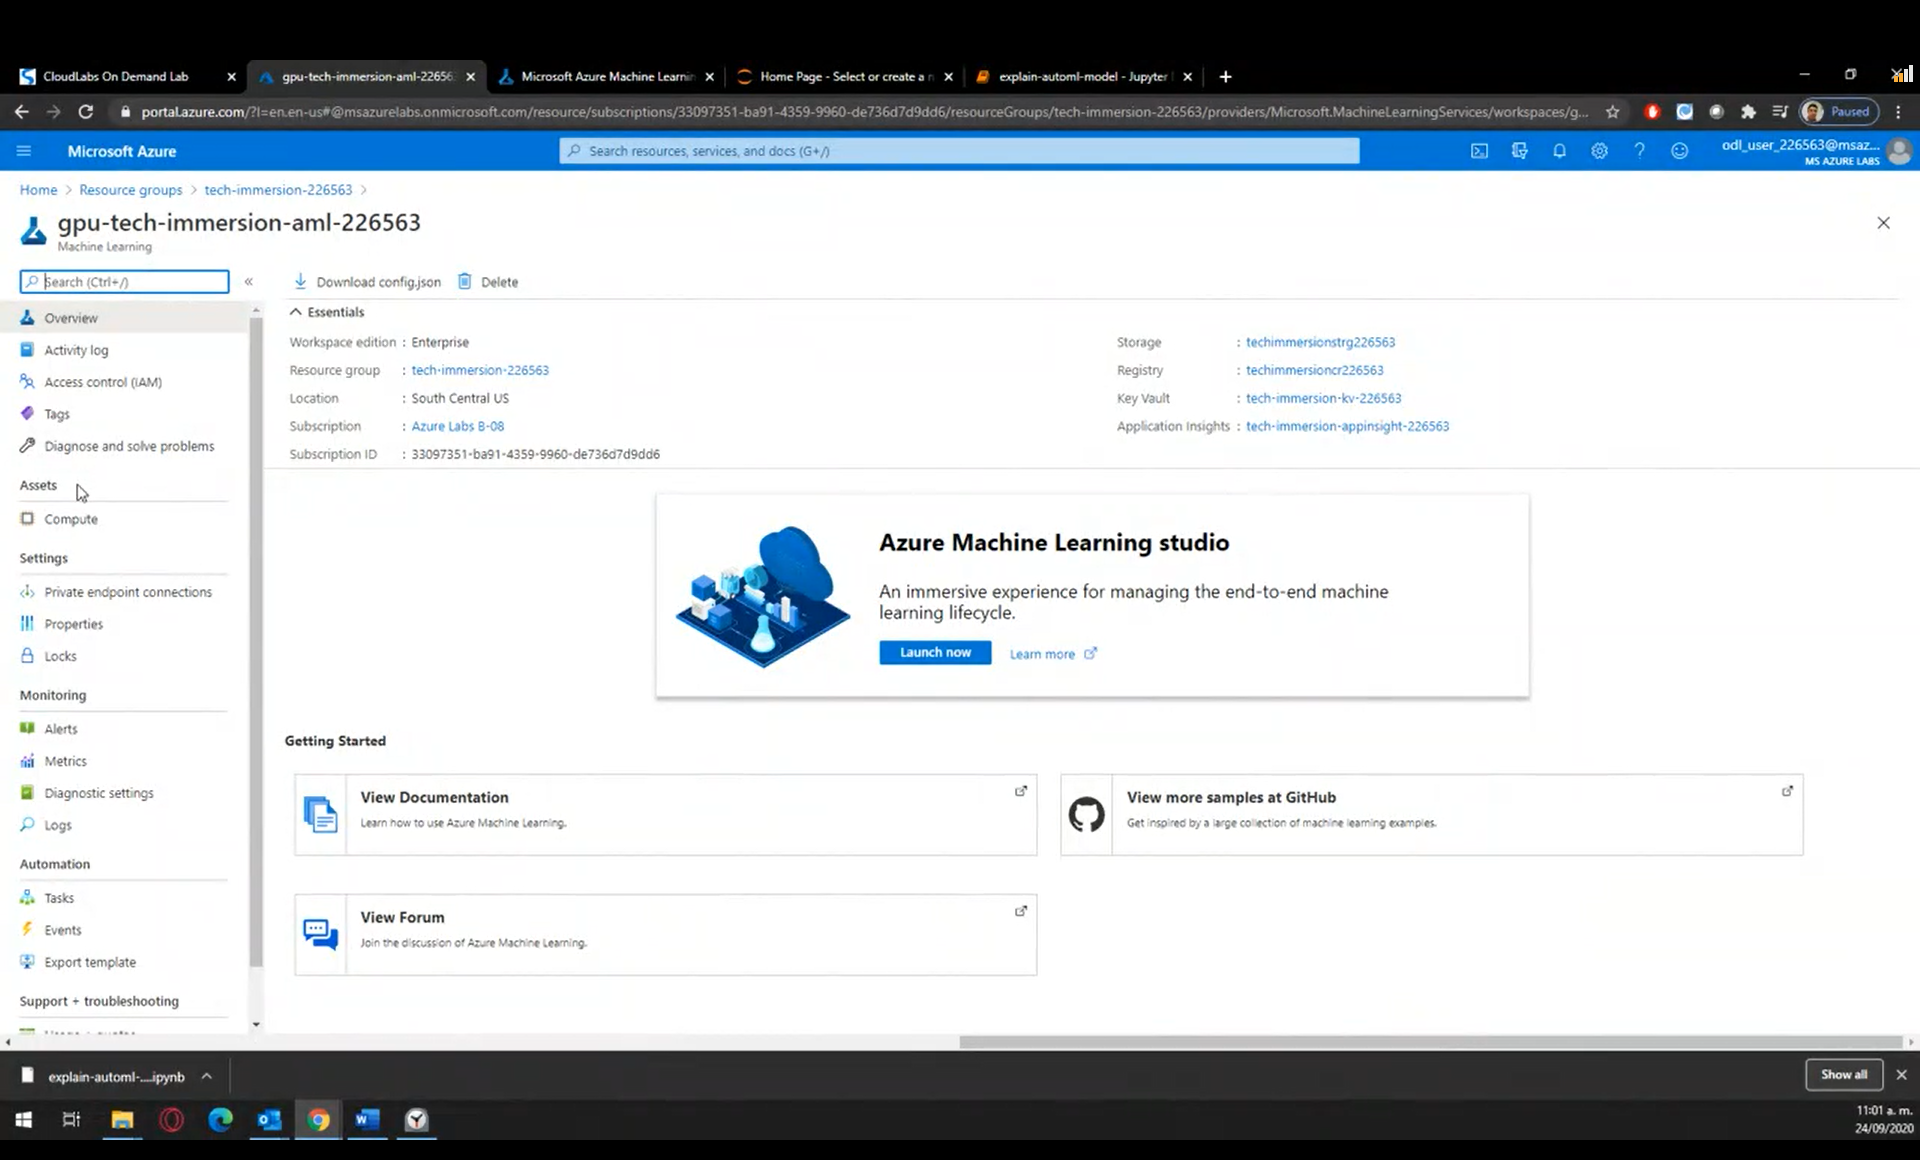 CloudLabs On Demand Lab
gpu-tech-immersion-aml-22656
Microsoft Azure Machine Learnin
Home Page - Select or create a n
explain-automl-model - Jupyter
portal.azure.com/?l=en.en-us#@msazurelabs.onmicrosoft.com/resource/subscriptions/33097351-ba91-4359-9960-de736d7d9dd6/resourceGroups/tech-immersion-226563/providers/Microsoft.MachineLearningServices/workspaces/g...
Paused
Microsoft Azure
Search resources, services, and docs (G+/)
odl_user_226563@msaz...
MS AZURE LABS
Home > Resource groups > tech-immersion-226563 >
gpu-tech-immersion-aml-226563
Machine Learning
Search (Ctrl+/)
«
Download config.json
Delete
Overview
Activity log
Access control (IAM)
Tags
Diagnose and solve problems
Assets
Compute
Settings
Private endpoint connections
Properties
Locks
Monitoring
Alerts
Metrics
Diagnostic settings
Logs
Automation
Tasks
Events
Export template
Support + troubleshooting
Essentials
Workspace edition : Enterprise
Resource group : tech-immersion-226563
Location : South Central US
Subscription : Azure Labs B-08
Subscription ID : 33097351-ba91-4359-9960-de736d7d9dd6
Storage : techimmersionstrg226563
Registry : techimmersioncr226563
Key Vault : tech-immersion-kv-226563
Application Insights : tech-immersion-appinsight-226563
Azure Machine Learning studio
An immersive experience for managing the end-to-end machine
learning lifecycle.
Launch now
Learn more
Getting Started
View Documentation
Learn how to use Azure Machine Learning.
View more samples at GitHub
Get inspired by a large collection of machine learning examples.
View Forum
Join the discussion of Azure Machine Learning.
explain-automl-....ipynb
Show all
11:01 a. m.
24/09/2020